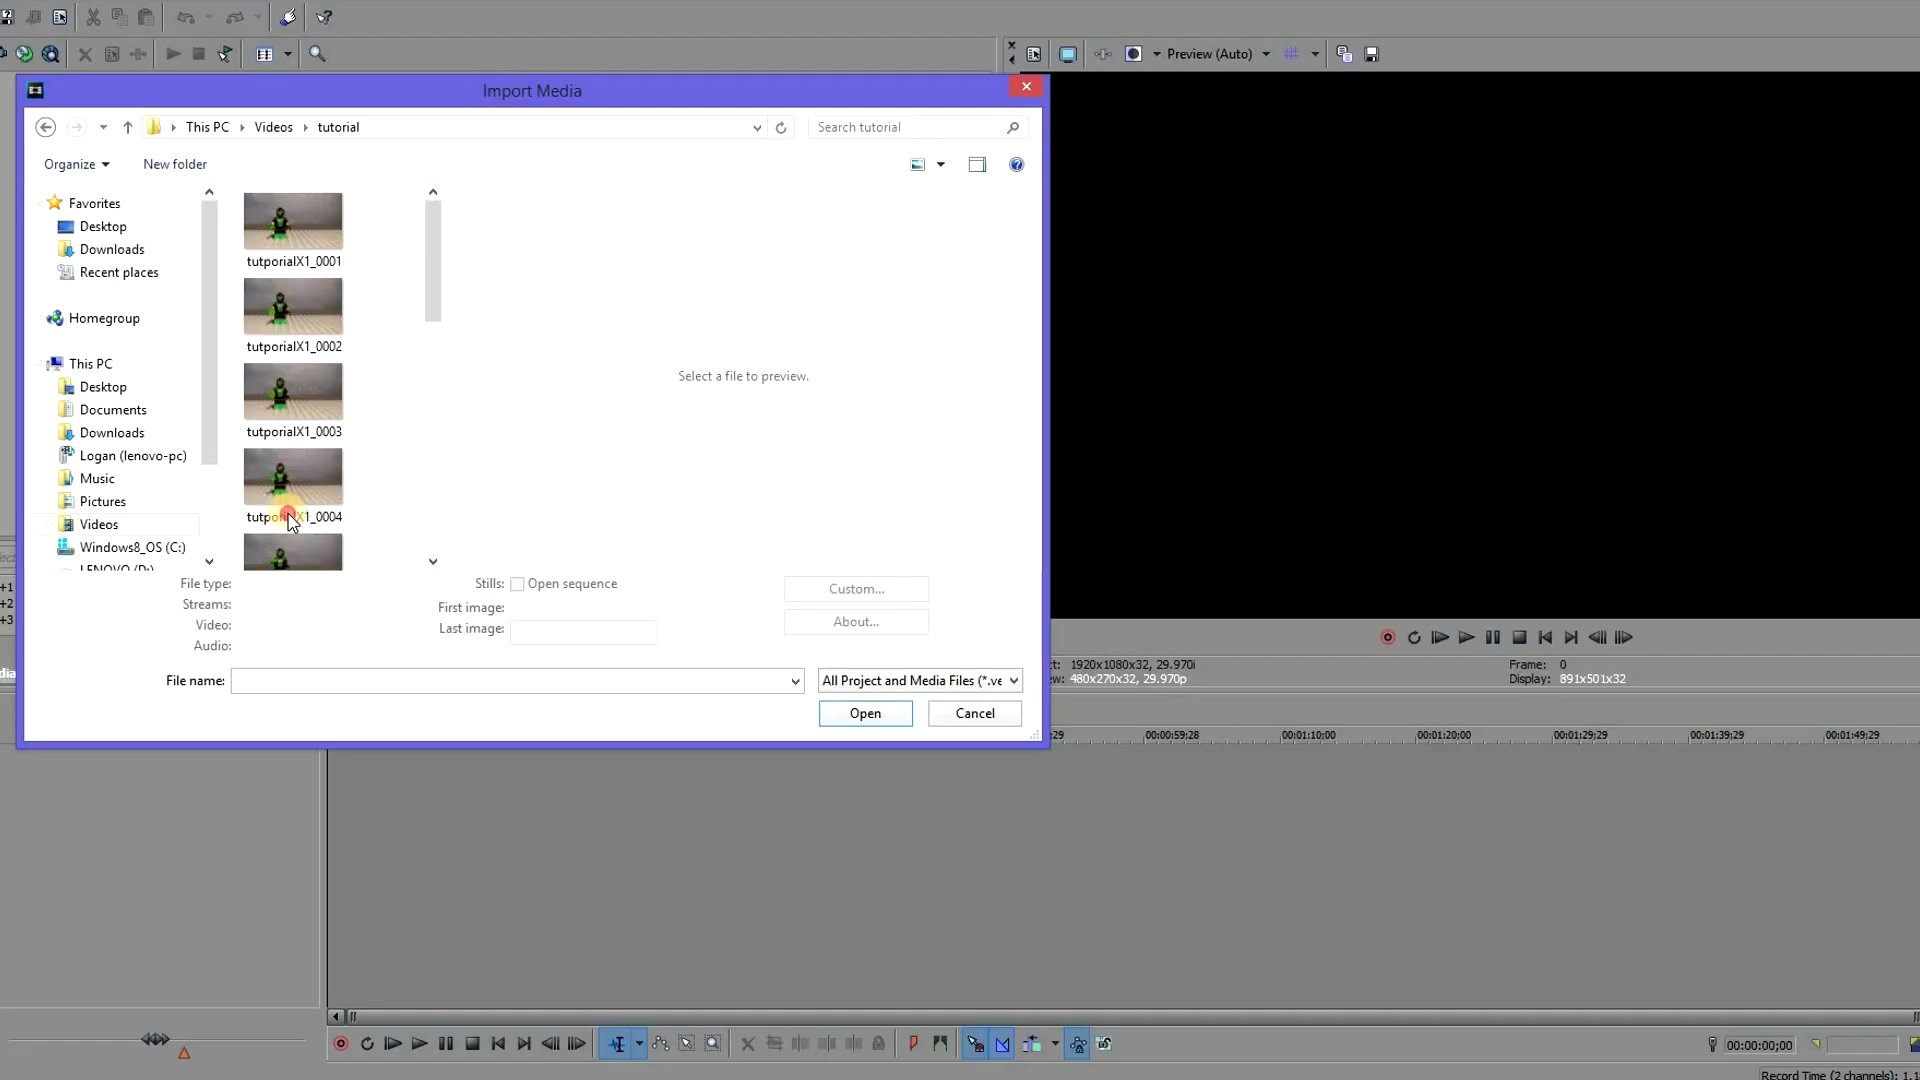 Preview (Auto)
Import Media
This PC
Videos
tutorial
Search tutorial
Organize
New folder
Favorites
Desktop
Downloads
Recent places
Homegroup
This PC
Desktop
Documents
Downloads
Logan (lenovo-pc)
Music
Pictures
Videos
Windows8_OS (C:)
LENOVO (D:)
tutporialX1_0001
tutporialX1_0002
tutporialX1_0003
tutporialX1_0004
Select a file to preview.
File type:
Streams:
Video:
Audio:
Stills:
Open sequence
First image:
Last image:
Custom...
About...
File name:
All Project and Media Files (*.ve
Open
Cancel
+1
+2
+3
1920x1080x32, 29.970i
480x270x32, 29.970p
Frame: 0
Display: 891x501x32
:29
00:00:59;28
00:01:10;00
00:01:20;00
00:01:29;29
00:01:39;29
00:01:49;29
00:00:00;00
Record Time (2 channels): 1,1